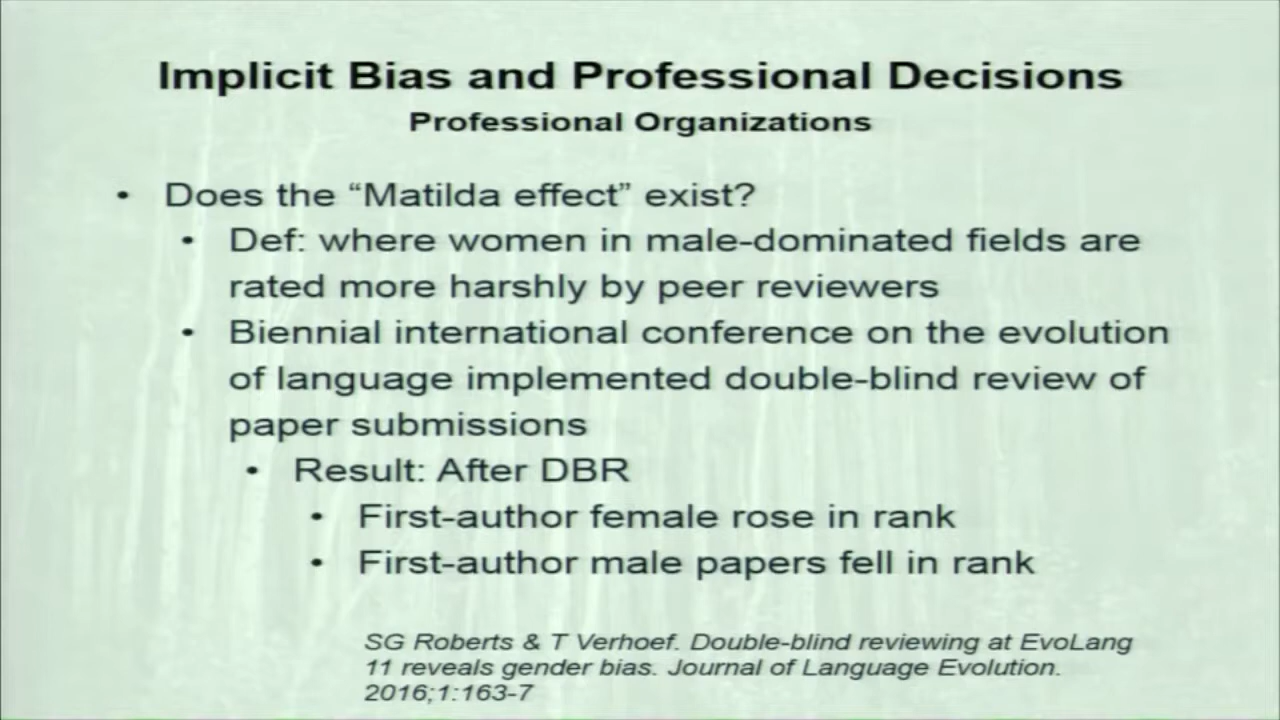 Implicit Bias and Professional Decisions
Professional Organizations
• Does the “Matilda effect” exist?
• Def: where women in male-dominated fields are
rated more harshly by peer reviewers
• Biennial international conference on the evolution
of language implemented double-blind review of
paper submissions
• Result: After DBR
• First-author female rose in rank
• First-author male papers fell in rank
SG Roberts & T Verhoef. Double-blind reviewing at EvoLang
11 reveals gender bias. Journal of Language Evolution.
2016;1:163-7